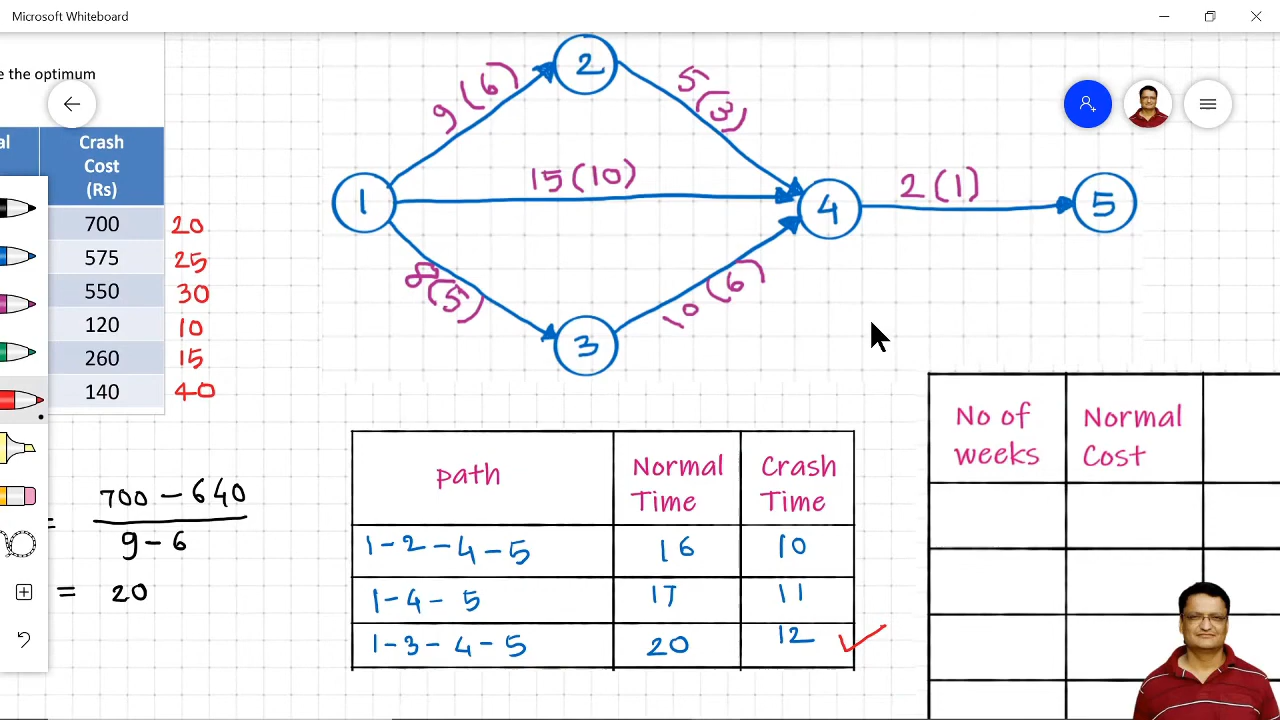 Microsoft Whiteboard
e the optimum
al
Crash
Cost
(Rs)
700 20
575 25
550 30
120 10
260 15
140 40
= 700 - 640
9 - 6
= 20
1
2
3
4
5
9 (6)
5 (3)
15 (10)
2 (1)
8 (5)
10 (6)
path Normal Time Crash Time
1-2-4-5 16 10
1-4-5 17 11
1-3-4-5 20 12
No of weeks Normal Cost